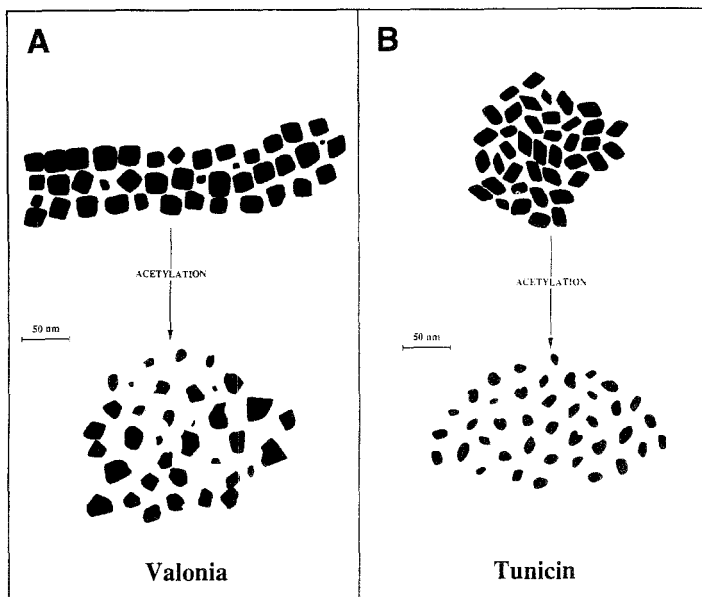 A
ACETYLATION
50 nm
Valonia
B
ACETYLATION
50 nm
Tunicin